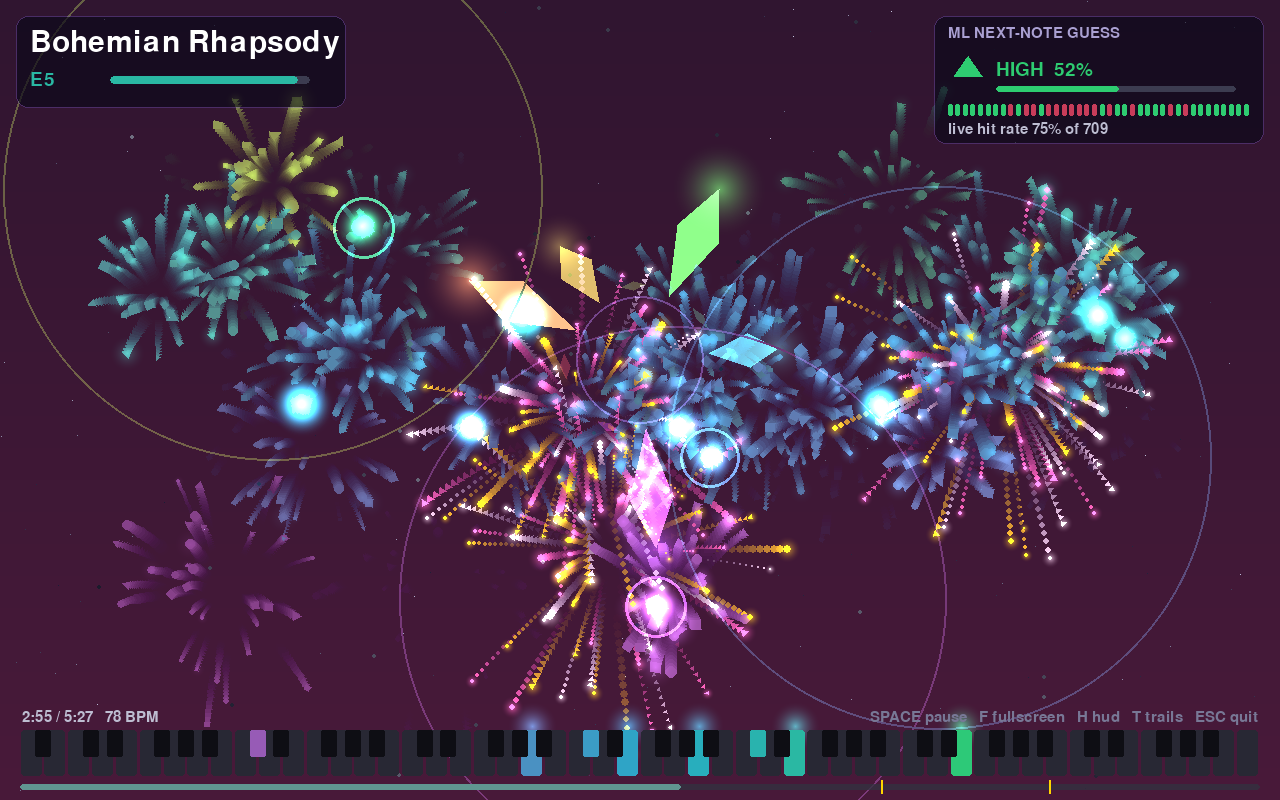 Bohemian Rhapsody
E5
ML NEXT-NOTE GUESS
HIGH 52%
live hit rate 75% of 709
2:55 / 5:27 78 BPM
SPACE pause F fullscreen H hud T trails ESC quit